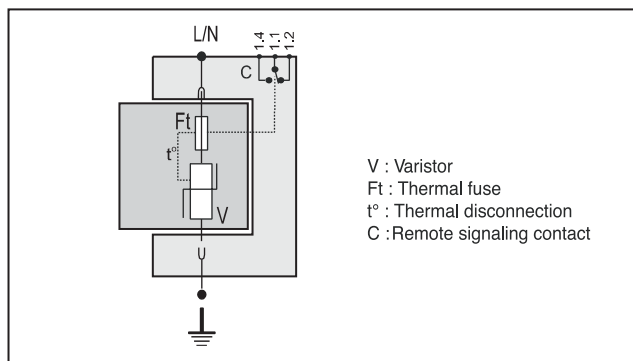 L/N
1.4
1.1
1.2
C
Ft
t°
V
V : Varistor
Ft : Thermal fuse
t° : Thermal disconnection
C : Remote signaling contact